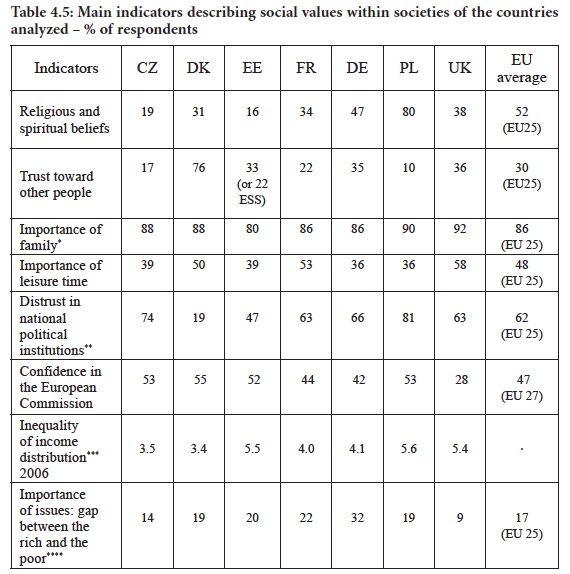 Table 4.5: Main indicators describing social values within societies of the countries
analyzed – % of respondents
Indicators CZ DK EE FR DE PL UK EU
average
Religious and
spiritual beliefs
19 31 16 34 47 80 38 52
(EU25)
Trust toward
other people
17 76 33
(or 22
ESS)
22 35 10 36 30
(EU25)
Importance of
family*
88 88 80 86 86 90 92 86
(EU 25)
Importance of
leisure time
39 50 39 53 36 36 58 48
(EU 25)
Distrust in
national
political
institutions**
74 19 47 63 66 81 63 62
(EU 25)
Confidence in
the European
Commission
53 55 52 44 42 53 28 47
(EU 27)
Inequality
of income
distribution***
2006
3.5 3.4 5.5 4.0 4.1 5.6 5.4 .
Importance
of issues: gap
between the
rich and the
poor****
14 19 20 22 32 19 9 17
(EU 25)